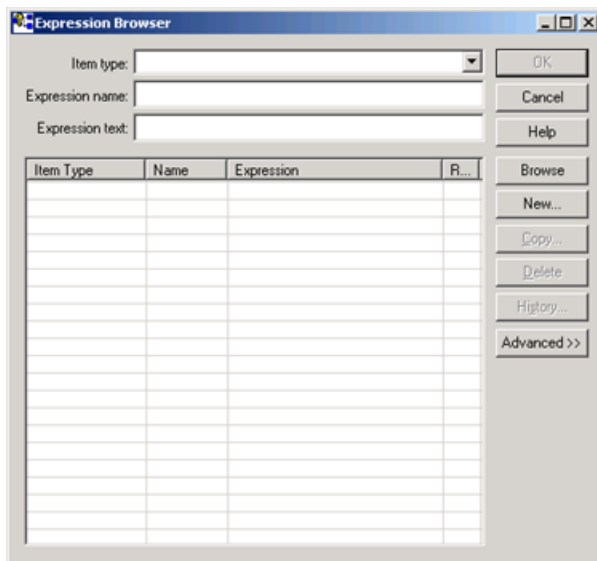 Expression Browser
Item type:
Expression name:
Expression text:
OK
Cancel
Help
Item Type Name Expression R...
Browse
New...
Copy...
Delete
History...
Advanced >>